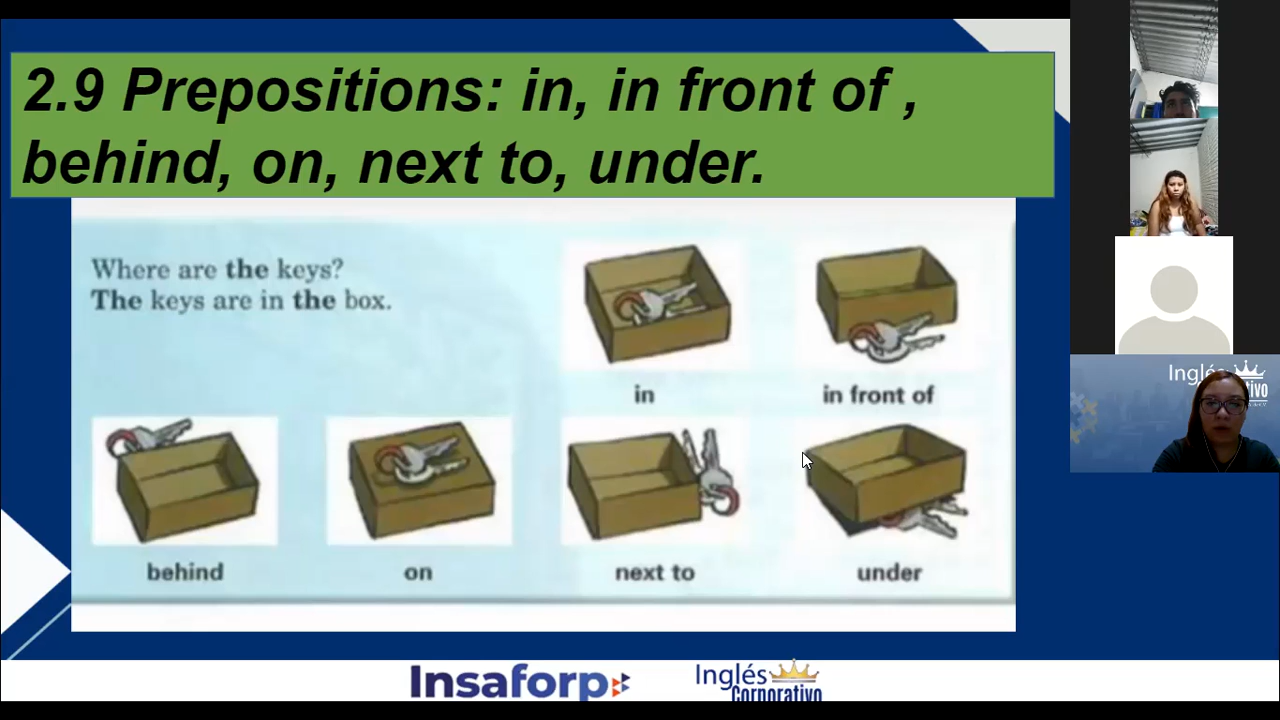 2.9 Prepositions: in, in front of ,
behind, on, next to, under.
Where are the keys?
The keys are in the box.
in
in front of
behind
on
next to
under
Insaforp
Inglés
Corporativo
Inglés